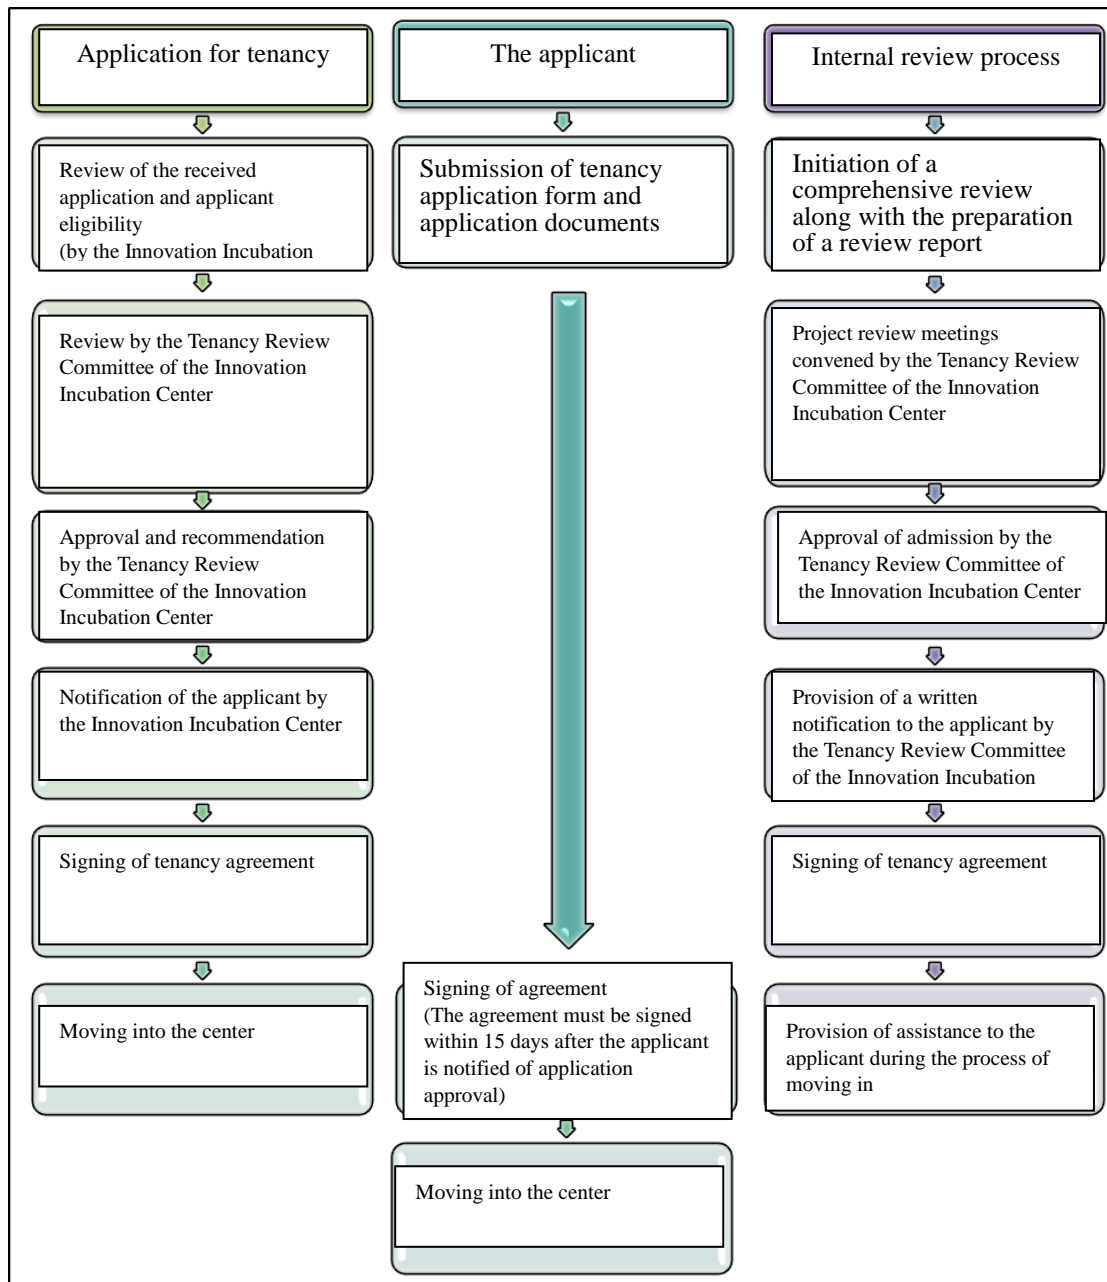 Application for tenancy
Review of the received
application and applicant
eligibility
(by the Innovation Incubation
Review by the Tenancy Review
Committee of the Innovation
Incubation Center
Approval and recommendation
by the Tenancy Review
Committee of the Innovation
Incubation Center
Notification of the applicant by
the Innovation Incubation Center
Signing of tenancy agreement
Moving into the center
The applicant
Submission of tenancy
application form and
application documents
Signing of agreement
(The agreement must be signed
within 15 days after the applicant
is notified of application
approval)
Moving into the center
Internal review process
Initiation of a
comprehensive review
along with the preparation
of a review report
Project review meetings
convened by the Tenancy Review
Committee of the Innovation
Incubation Center
Approval of admission by the
Tenancy Review Committee of
the Innovation Incubation Center
Provision of a written
notification to the applicant by
the Tenancy Review Committee
of the Innovation Incubation
Signing of tenancy agreement
Provision of assistance to the
applicant during the process of
moving in